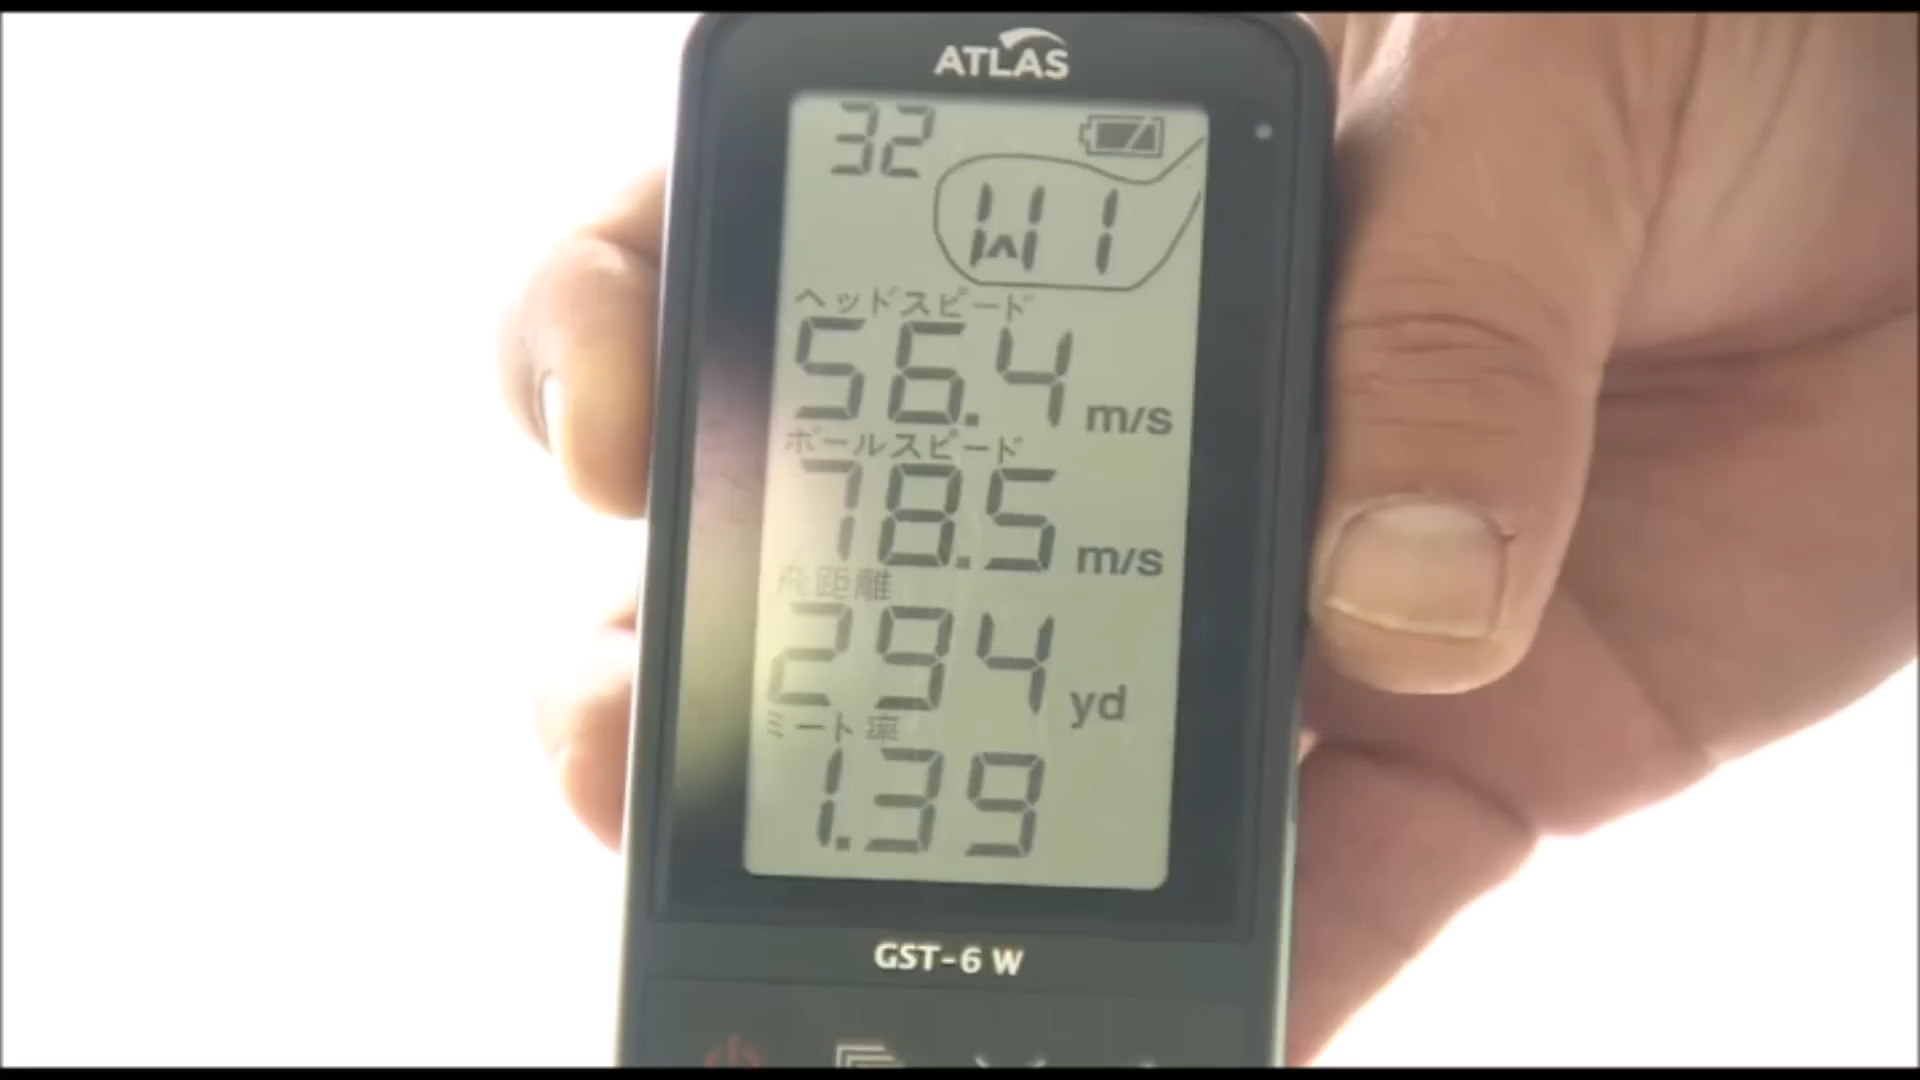 ATLAS
32
W1
ヘッドスピード
56.4 m/s
ボールスピード
78.5 m/s
飛距離
294 yd
ミート率
1.39
GST-6 W